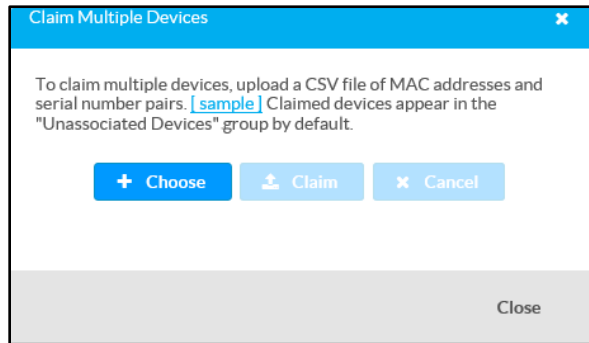 Claim Multiple Devices
To claim multiple devices, upload a CSV file of MAC addresses and
serial number pairs. [ sample ] Claimed devices appear in the
"Unassociated Devices" group by default.
Choose
Claim
Cancel
Close